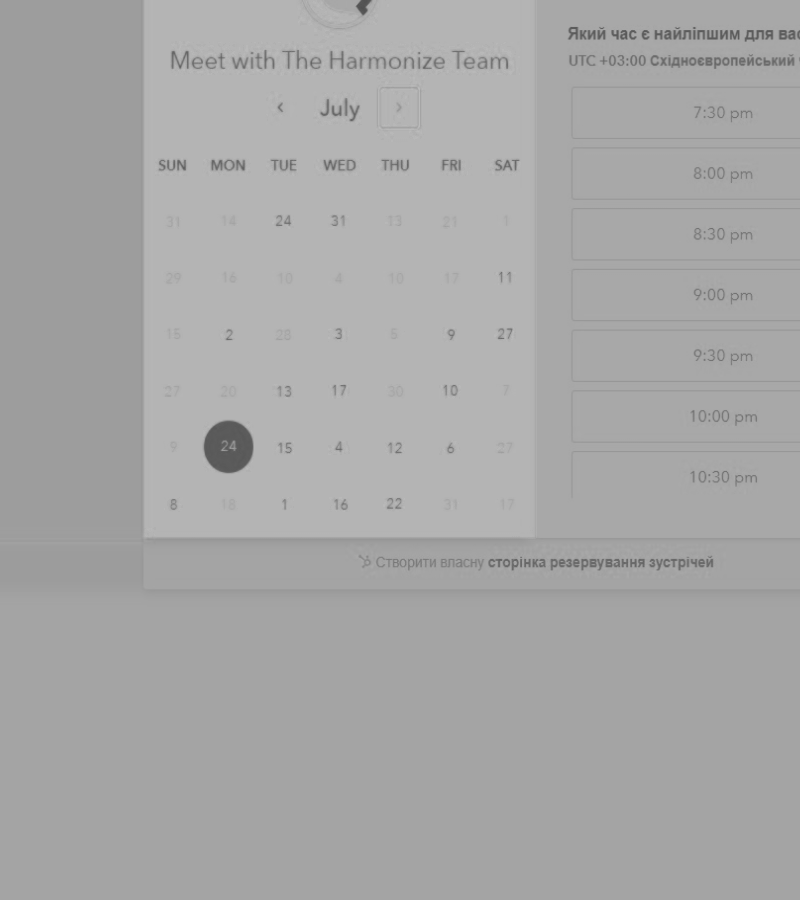 Meet with The Harmonize Team
July
SUN MON TUE WED THU FRI SAT
31 14 24 31 13 21 1
29 16 10 4 10 17 11
15 2 28 3 5 9 27
27 20 13 17 30 10 7
9 24 15 4 12 6 27
8 18 1 16 22 31 17
Який час є найліпшим для вас
UTC +03:00 Східноєвропейський
7:30 pm
8:00 pm
8:30 pm
9:00 pm
9:30 pm
10:00 pm
10:30 pm
Створити власну сторінка резервування зустрічей